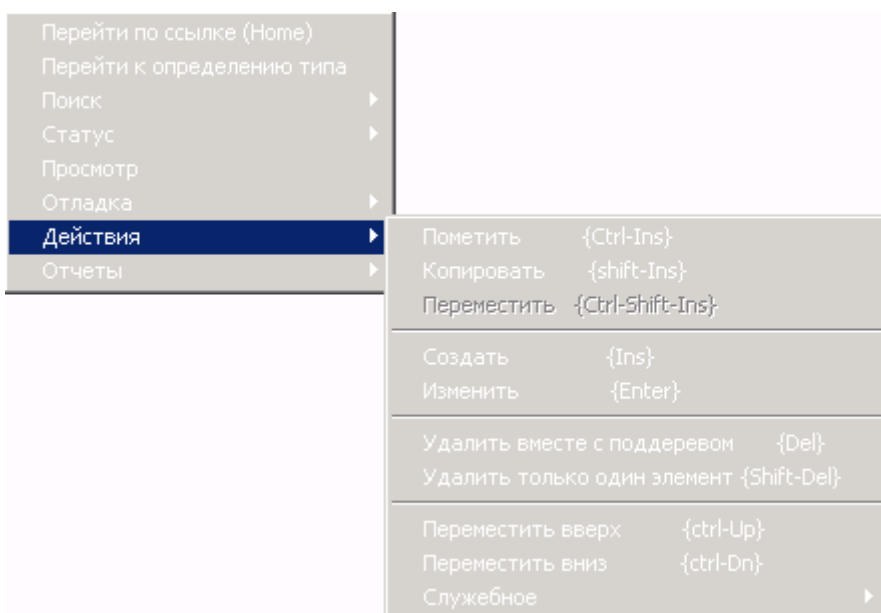 Перейти по ссылке (Home)
Перейти к определению типа
Поиск
Статус
Просмотр
Отладка
Действия
Отчеты
Пометить {Ctrl-Ins}
Копировать {shift-Ins}
Переместить {Ctrl-Shift-Ins}
Создать {Ins}
Изменить {Enter}
Удалить вместе с поддеревом {Del}
Удалить только один элемент {Shift-Del}
Переместить вверх {ctrl-Up}
Переместить вниз {ctrl-Dn}
Служебное